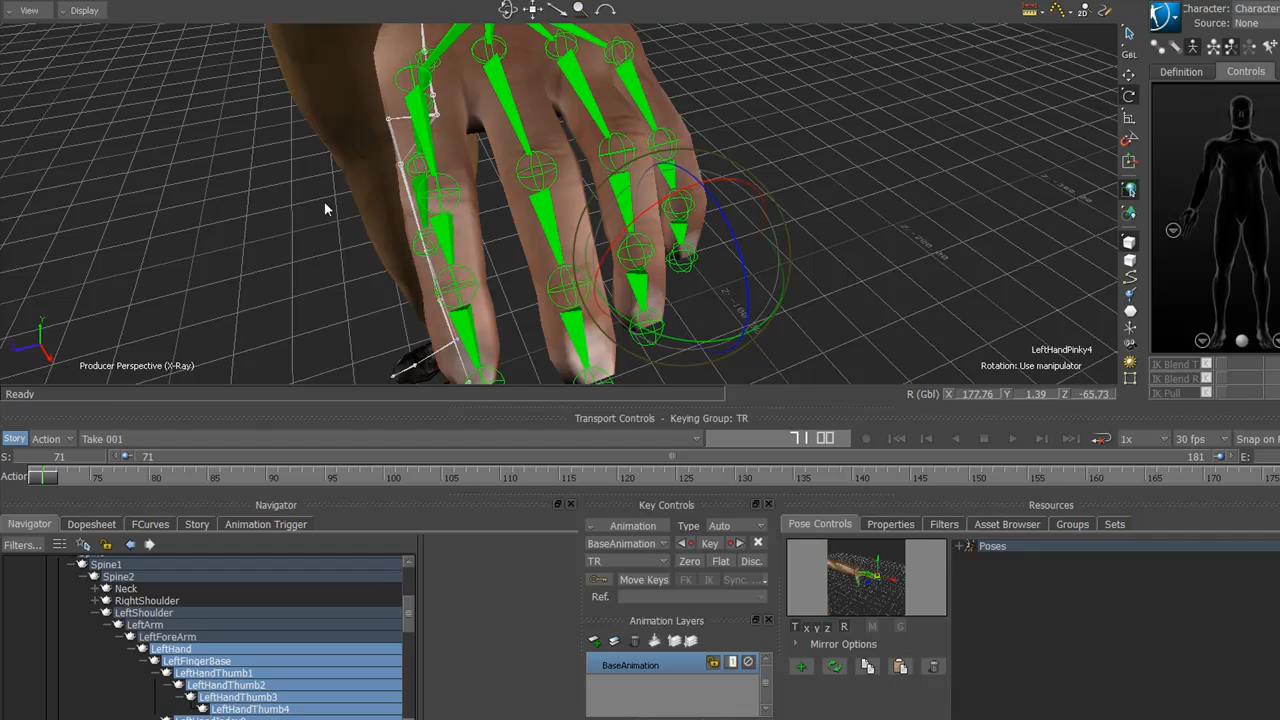 View
Display
2D
Character: Character
Source: None
GBL
Definition
Controls
Producer Perspective (X-Ray)
LeftHandPinky4
Rotation: Use manipulator
IK Blend T
IK Blend R
IK Pull
Ready
R (Gbl) X 177.76 Y 1.39 Z -65.73
Transport Controls - Keying Group: TR
Story Action Take 001 71 00 1x 30 fps Snap on
S: 71 71 181 E:
Action 75 80 85 90 95 100 105 110 115 120 125 130 135 140 145 150 155 160 165 170 175
Navigator
Key Controls
Resources
Navigator Dopesheet FCurves Story Animation Trigger
Animation Type Auto
Pose Controls Properties Filters Asset Browser Groups Sets
Filters...
BaseAnimation Key
Poses
TR Zero Flat Disc.
Move Keys FK IK Sync...
Ref.
Spine1
Spine2
Neck
RightShoulder
LeftShoulder
LeftArm
LeftForeArm
LeftHand
LeftFingerBase
LeftHandThumb1
LeftHandThumb2
LeftHandThumb3
LeftHandThumb4
Animation Layers
BaseAnimation
T x y z R M G
Mirror Options